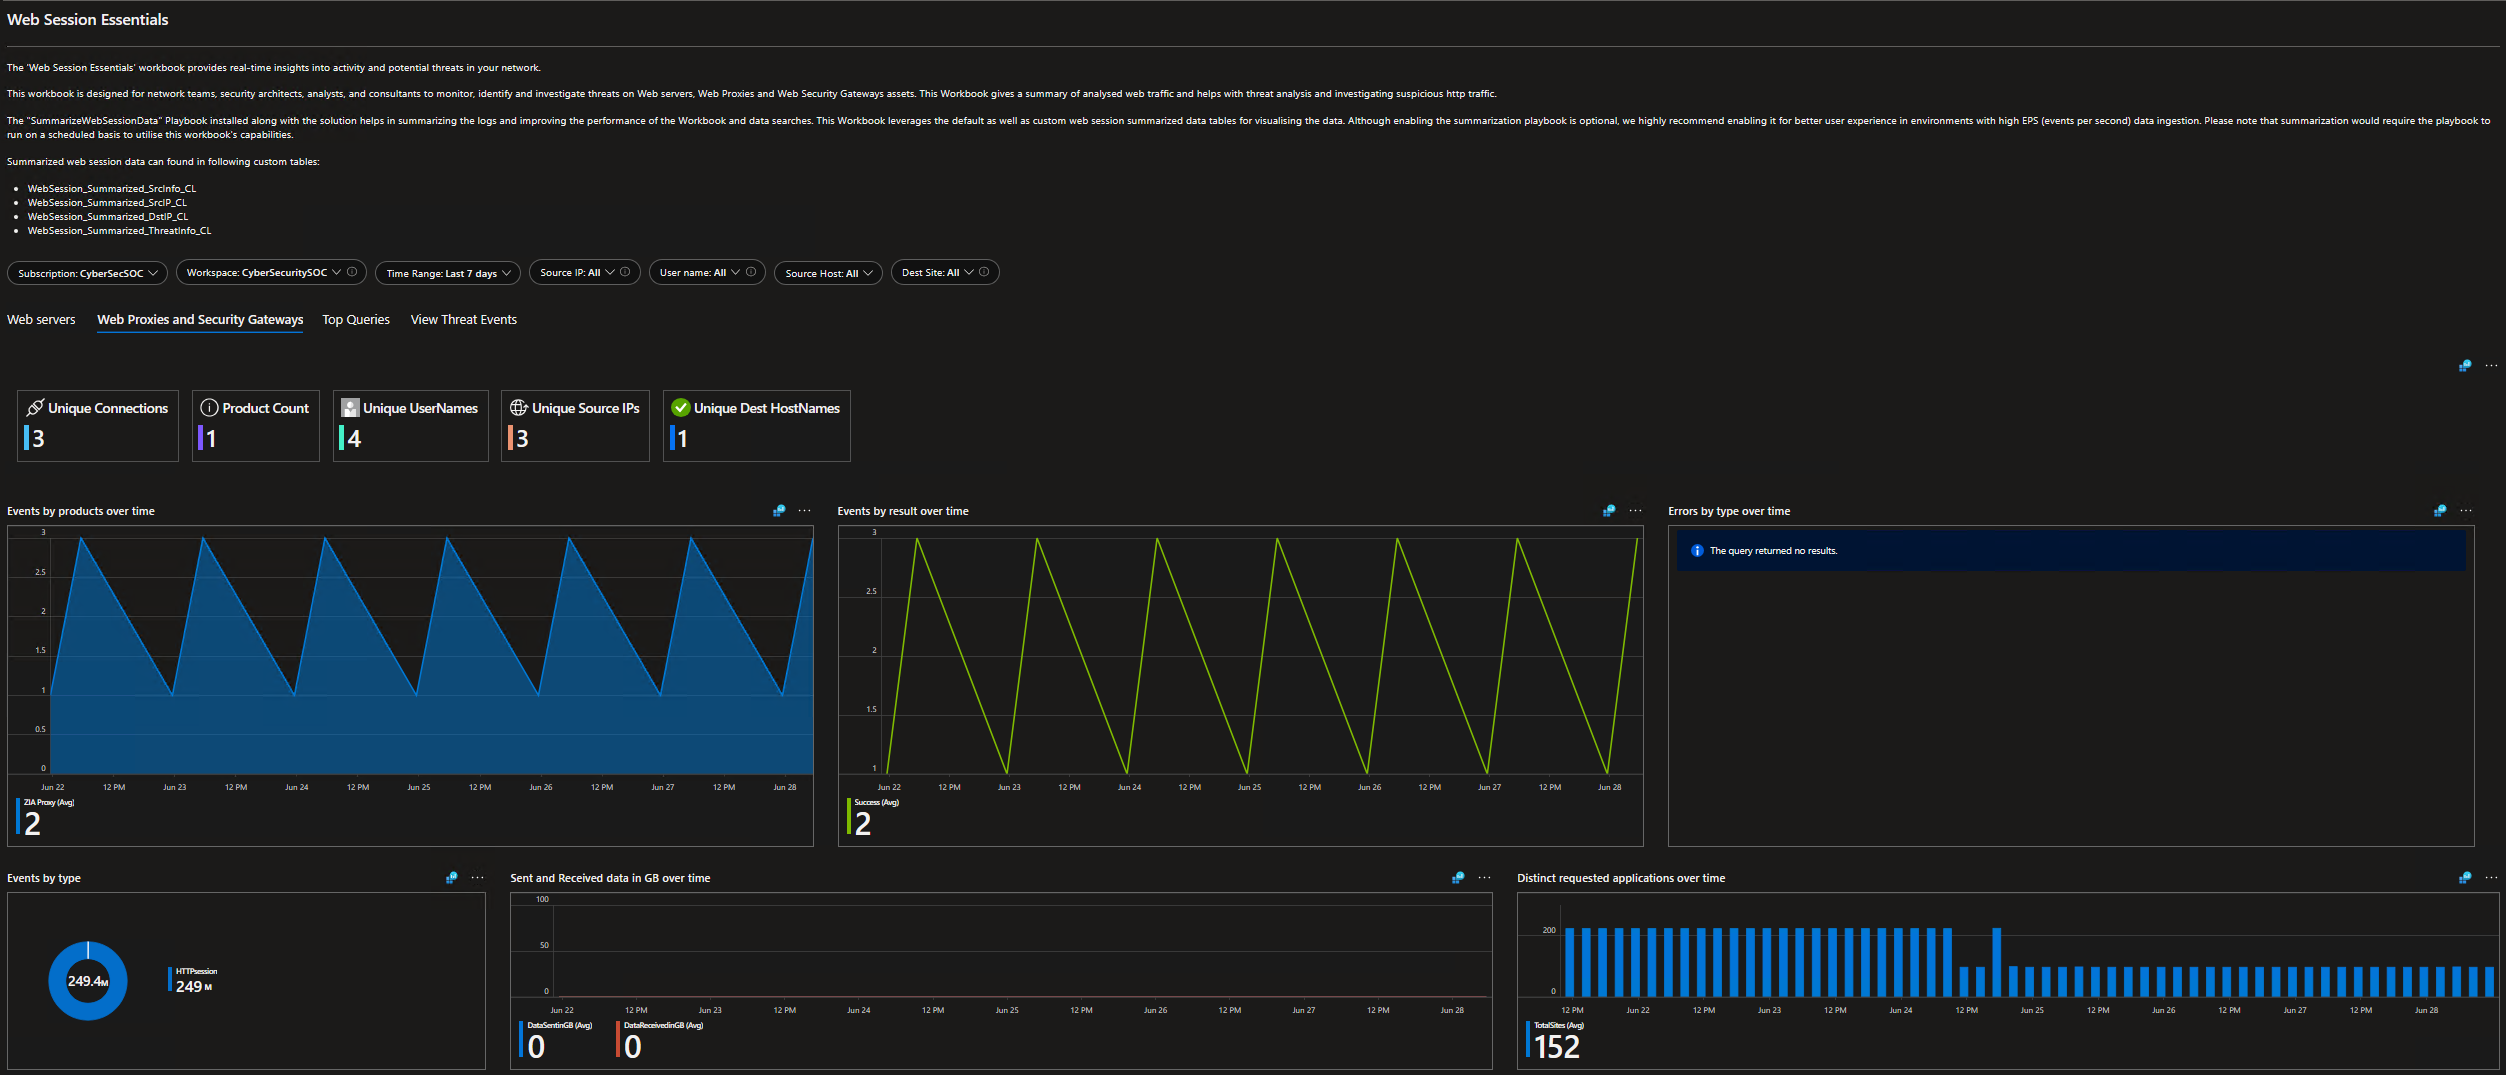 Web Session Essentials
The 'Web Session Essentials' workbook provides real-time insights into activity and potential threats in your network.
This workbook is designed for network teams, security architects, analysts, and consultants to monitor, identify and investigate threats on Web servers, Web Proxies and Web Security Gateways assets. This Workbook gives a summary of analysed web traffic and helps with threat analysis and investigating suspicious http traffic.
The "SummarizeWebSessionData" Playbook installed along with the solution helps in summarizing the logs and improving the performance of the Workbook and data searches. This Workbook leverages the default as well as custom web session summarized data tables for visualising the data. Although enabling the summarization playbook is optional, we highly recommend enabling it for better user experience in environments with high EPS (events per second) data ingestion. Please note that summarization would require the playbook to
run on a scheduled basis to utilise this workbook's capabilities.
Summarized web session data can found in following custom tables:
• WebSession_Summarized_SrcInfo_CL
• WebSession_Summarized_SrcIP_CL
• WebSession_Summarized_DstIP_CL
• WebSession_Summarized_ThreatInfo_CL
Subscription: CyberSecSOC Workspace: CyberSecuritySOC Time Range: Last 7 days Source IP: All User name: All Source Host: All Dest Site: All
Web servers Web Proxies and Security Gateways Top Queries View Threat Events
Unique Connections Product Count Unique UserNames Unique Source IPs Unique Dest HostNames
3 1 4 3 1
Events by products over time
3
2.5
2
1.5
1
0.5
0
Jun 22 12 PM Jun 23 12 PM Jun 24 12 PM Jun 25 12 PM Jun 26 12 PM Jun 27 12 PM Jun 28
ZIA Proxy (Avg)
2
Events by result over time
3
2.5
2
1.5
1
Jun 22 12 PM Jun 23 12 PM Jun 24 12 PM Jun 25 12 PM Jun 26 12 PM Jun 27 12 PM Jun 28
Success (Avg)
2
Errors by type over time
The query returned no results.
Events by type
249.4M
HTTPsession
249 M
Sent and Received data in GB over time
100
50
0
Jun 22 12 PM Jun 23 12 PM Jun 24 12 PM Jun 25 12 PM Jun 26 12 PM Jun 27 12 PM Jun 28
DataSentinGB (Avg) DataReceivedinGB (Avg)
0 0
Distinct requested applications over time
200
0
12 PM Jun 22 12 PM Jun 23 12 PM Jun 24 12 PM Jun 25 12 PM Jun 26 12 PM Jun 27 12 PM Jun 28
TotalSites (Avg)
152